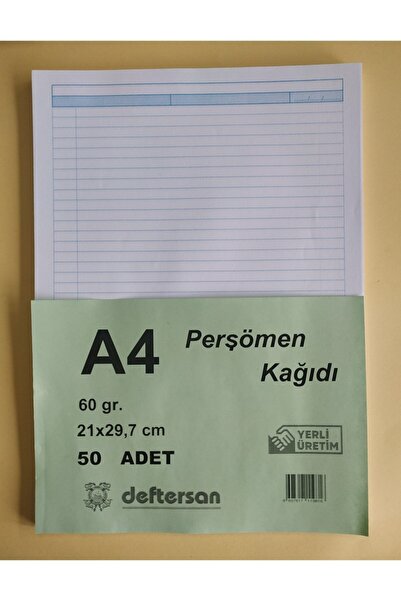 A4
Perşömen
Kağıdı
60 gr.
21x29,7 cm
50 ADET
YERLİ
ÜRETİM
deftersan